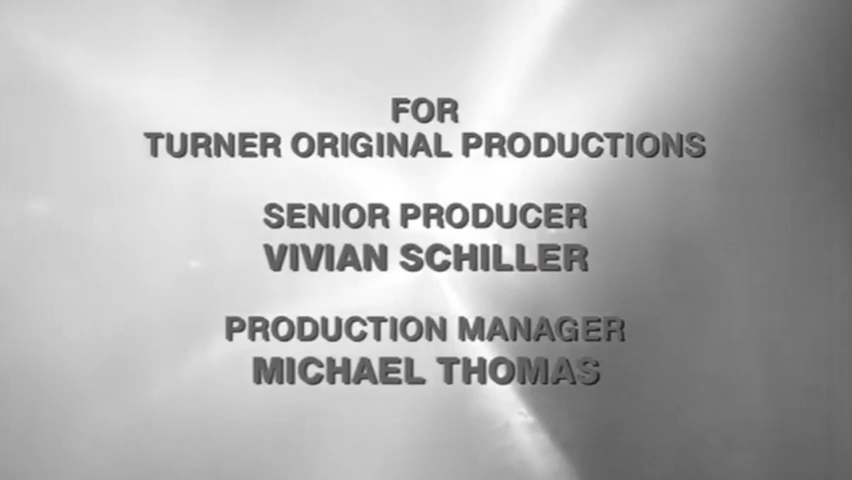 FOR
TURNER ORIGINAL PRODUCTIONS
SENIOR PRODUCER
VIVIAN SCHILLER
PRODUCTION MANAGER
MICHAEL THOMAS